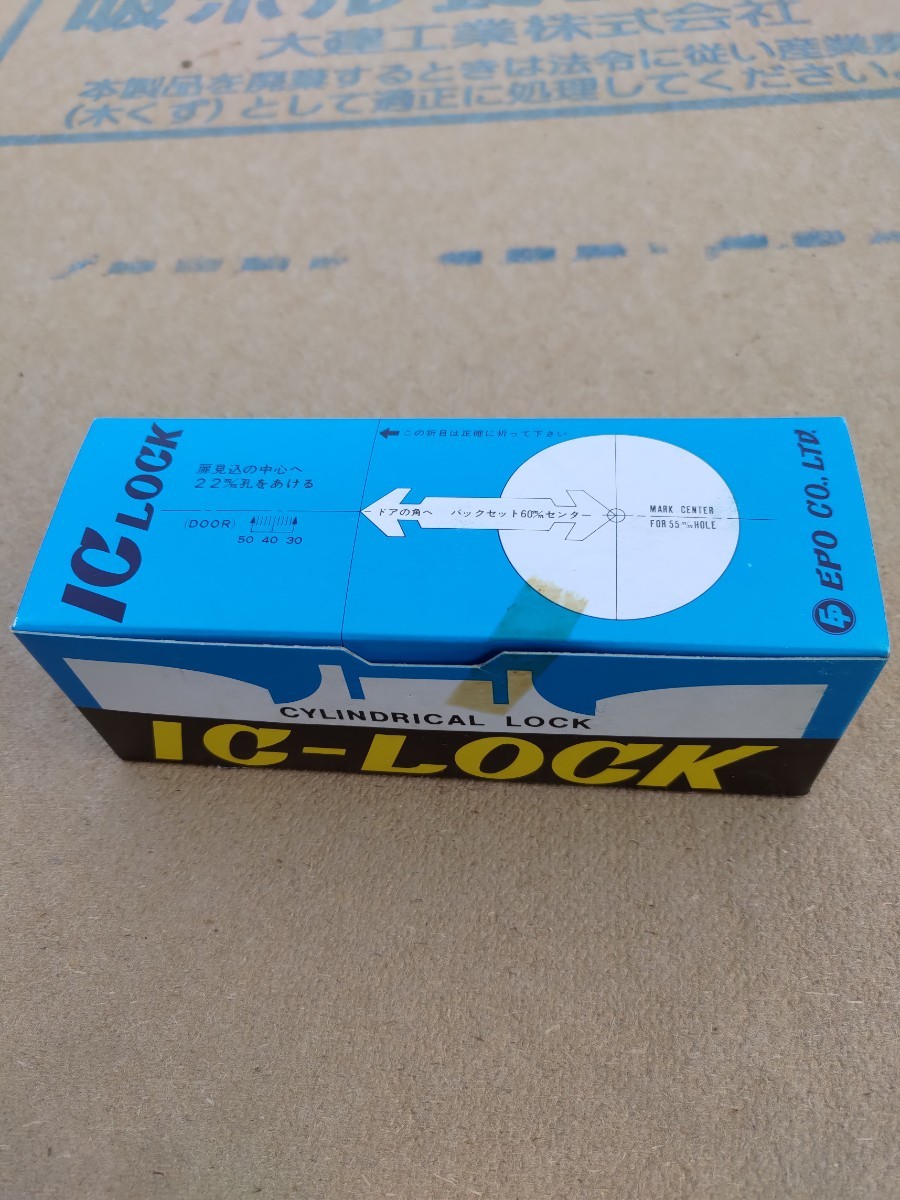 大建工業株式会社
本製品を廃棄するときは法令に従い産業廃
(木くず)として適正に処理してください。
IC LOCK
扉見込の中心へ
22m/m孔をあける
(DOOR)
50 40 30
この折目は正確に折って下さい
ドアの角へ バックセット60m/mセンター
MARK CENTER
FOR 55 m/m HOLE
EPO CO., LTD.
CYLINDRICAL LOCK
IC-LOCK